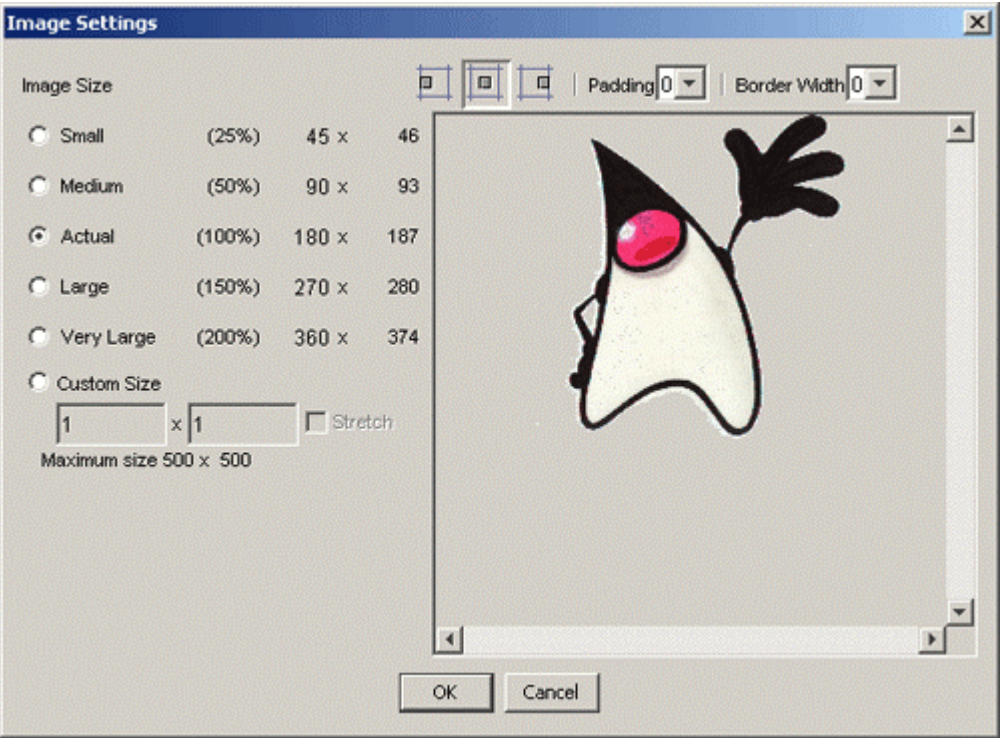 Image Settings
Image Size
Padding 0
Border Width 0
Small (25%) 45 x 46
Medium (50%) 90 x 93
Actual (100%) 180 x 187
Large (150%) 270 x 280
Very Large (200%) 360 x 374
Custom Size
1 x 1 Stretch
Maximum size 500 x 500
OK
Cancel